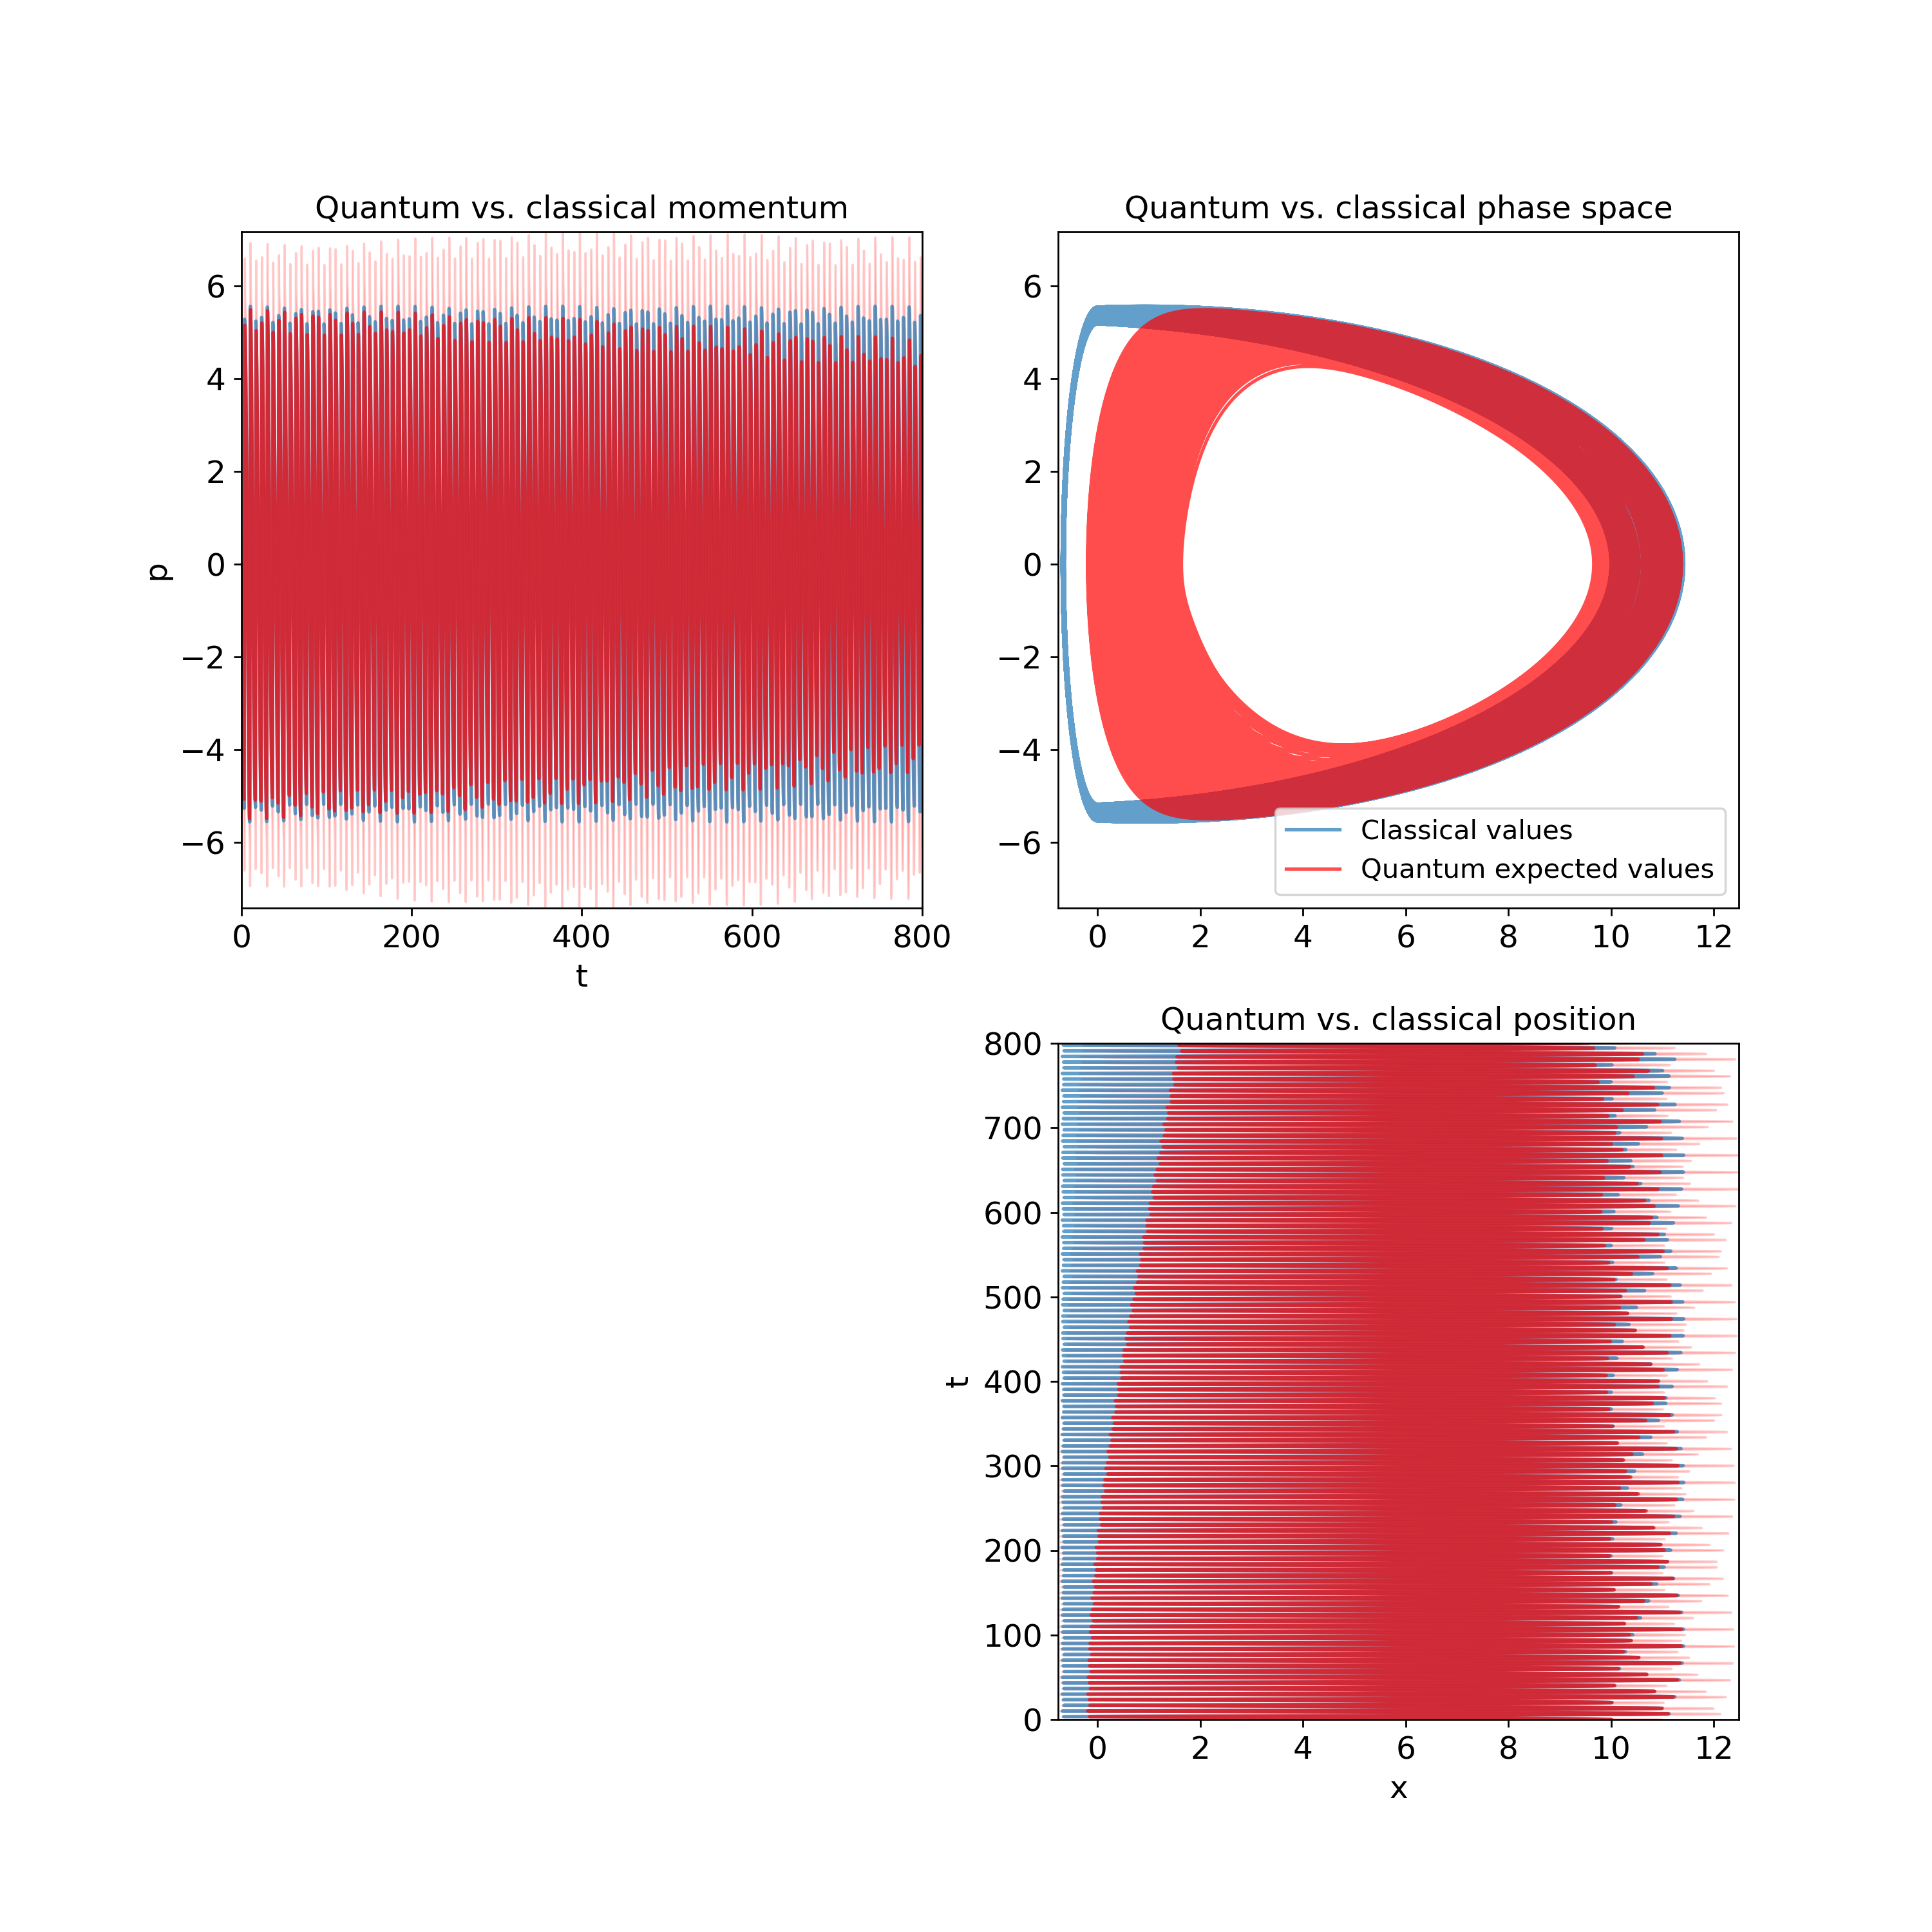 Quantum vs. classical momentum
6
4
2
0
−2
−4
−6
p
0 200 400 600 800
t
Quantum vs. classical phase space
6
4
2
0
−2
−4
−6
Classical values
Quantum expected values
0 2 4 6 8 10 12
Quantum vs. classical position
800
700
600
500
400
300
200
100
0
t
0 2 4 6 8 10 12
x